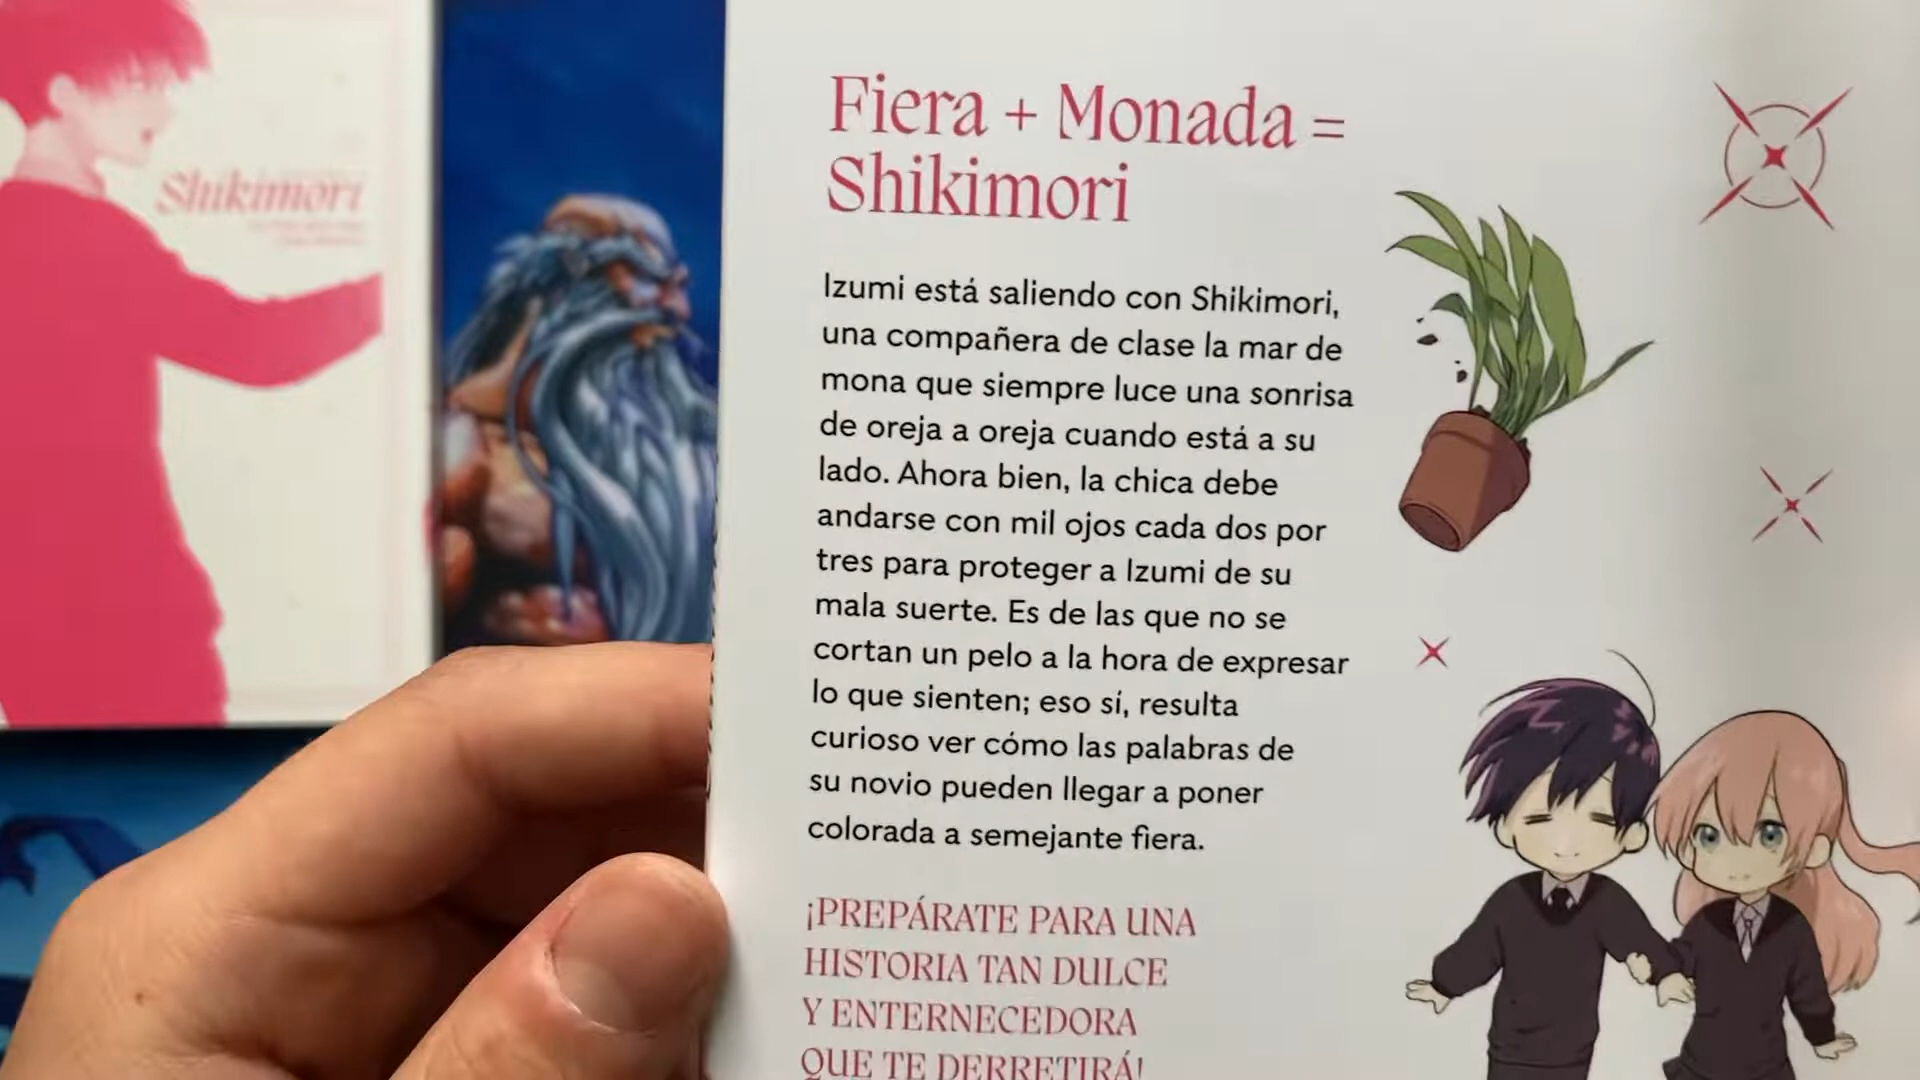 Shikimori
Fiera + Monada =
Shikimori
Izumi está saliendo con Shikimori,
una compañera de clase la mar de
mona que siempre luce una sonrisa
de oreja a oreja cuando está a su
lado. Ahora bien, la chica debe
andarse con mil ojos cada dos por
tres para proteger a Izumi de su
mala suerte. Es de las que no se
cortan un pelo a la hora de expresar
lo que sienten; eso sí, resulta
curioso ver cómo las palabras de
su novio pueden llegar a poner
colorada a semejante fiera.
¡PREPÁRATE PARA UNA
HISTORIA TAN DULCE
Y ENTERNECEDORA
QUE TE DERRETIRÁ!